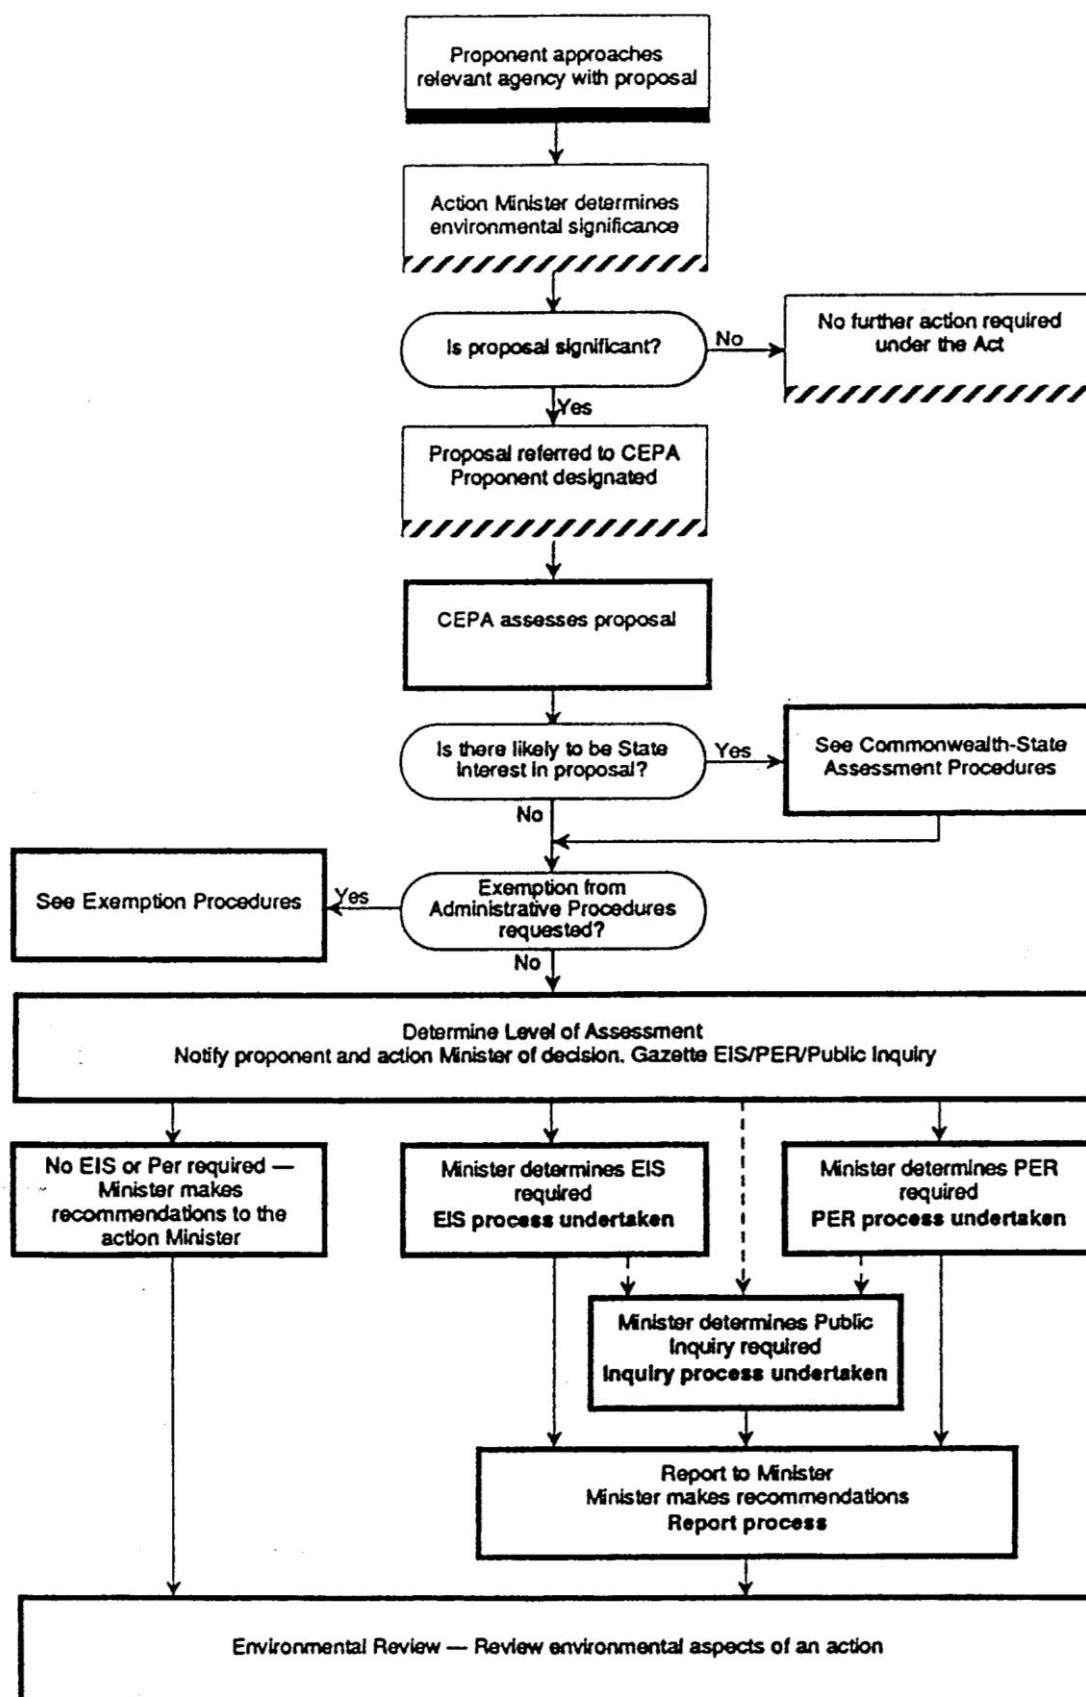 Proponent approaches
relevant agency with proposal
Action Minister determines
environmental significance
Is proposal significant?
No
No further action required
under the Act
Yes
Proposal referred to CEPA
Proponent designated
CEPA assesses proposal
Is there likely to be State
interest in proposal?
Yes
See Commonwealth-State
Assessment Procedures
No
See Exemption Procedures
Yes
Exemption from
Administrative Procedures
requested?
No
Determine Level of Assessment
Notify proponent and action Minister of decision. Gazette EIS/PER/Public Inquiry
No EIS or Per required —
Minister makes
recommendations to the
action Minister
Minister determines EIS
required
EIS process undertaken
Minister determines PER
required
PER process undertaken
Minister determines Public
Inquiry required
Inquiry process undertaken
Report to Minister
Minister makes recommendations
Report process
Environmental Review — Review environmental aspects of an action